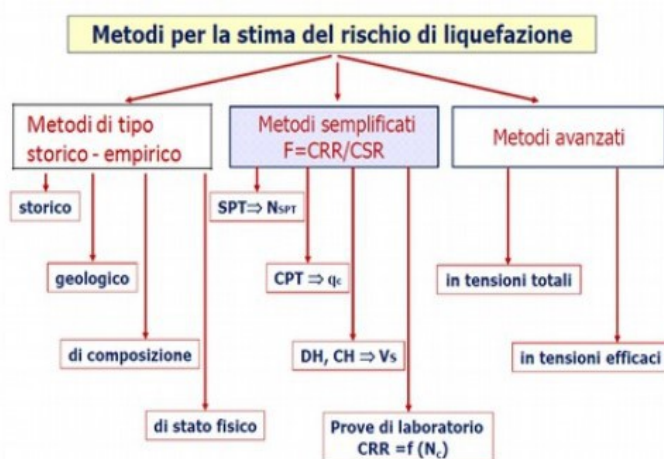 Metodi per la stima del rischio di liquefazione
Metodi di tipo
storico - empirico
Metodi semplificati
F=CRR/CSR
Metodi avanzati
storico
SPT⇒ NSPT
geologico
CPT ⇒ qc
in tensioni totali
di composizione
DH, CH ⇒ Vs
in tensioni efficaci
di stato fisico
Prove di laboratorio
CRR =f (Nc)